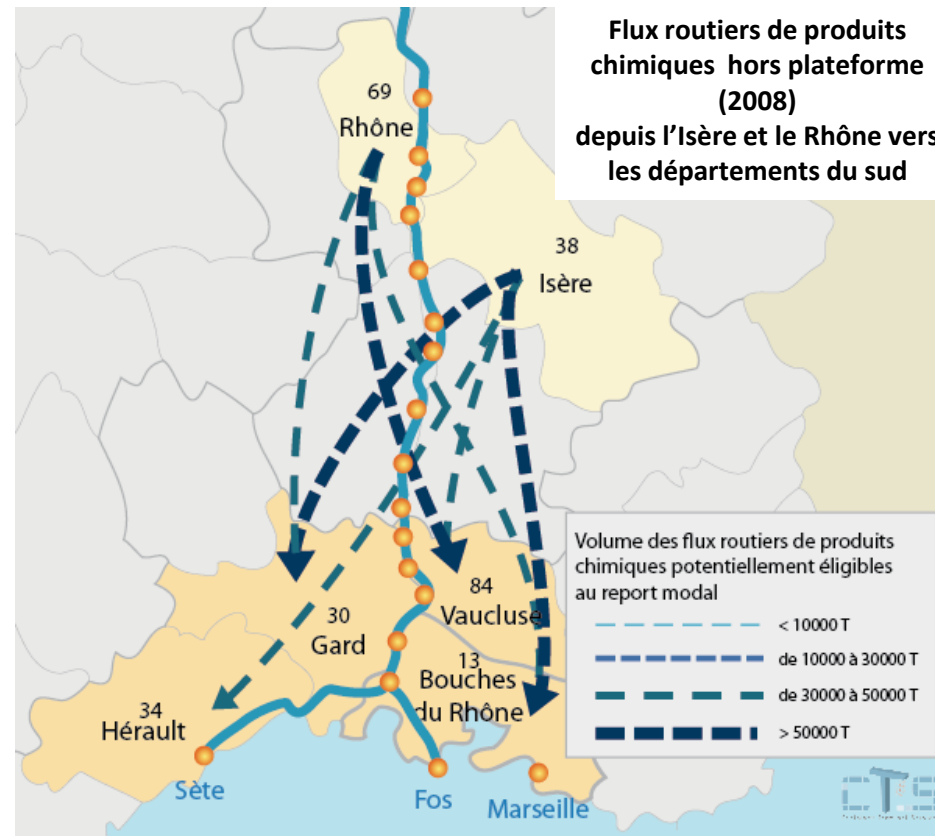 Flux routiers de produits
chimiques hors plateforme
(2008)
depuis l'Isère et le Rhône vers
les départements du sud
69
Rhône
38
Isère
Volume des flux routiers de produits
chimiques potentiellement éligibles
au report modal
< 10000 T
de 10000 à 30000 T
de 30000 à 50000 T
> 50000 T
84
Vaucluse
30
Gard
13
Bouches
du Rhône
34
Hérault
Sète
Fos
Marseille